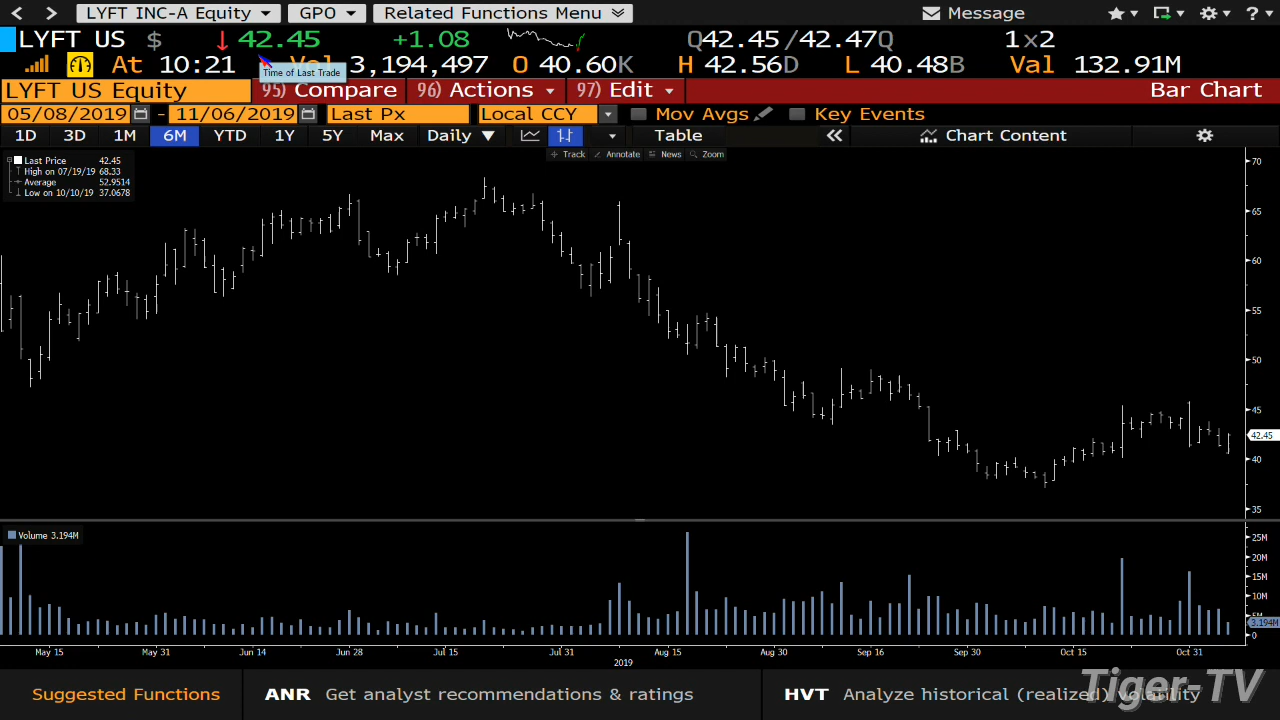 LYFT INC-A Equity GPO Related Functions Menu Message
LYFT US $ 42.45 +1.08 Q42.45/42.47Q 1x2
At 10:21 Vol 3,194,497 O 40.60K H 42.56D L 40.48B Val 132.91M
Time of Last Trade
LYFT US Equity 95) Compare 96) Actions 97) Edit Bar Chart
05/08/2019 - 11/06/2019 Last Px Local CCY Mov Avgs Key Events
1D 3D 1M 6M YTD 1Y 5Y Max Daily Table Chart Content
Track Annotate News Zoom
Last Price 42.45
High on 07/19/19 68.33
Average 52.9514
Low on 10/10/19 37.0678
70
65
60
55
50
45
42.45
40
35
Volume 3.194M
25M
20M
15M
10M
5M
3.194M
0
May 15 May 31 Jun 14 Jun 28 Jul 15 Jul 31 Aug 15 Aug 30 Sep 16 Sep 30 Oct 15 Oct 31
2019
Suggested Functions ANR Get analyst recommendations & ratings HVT Analyze historical (realized) volatility
Tiger-TV